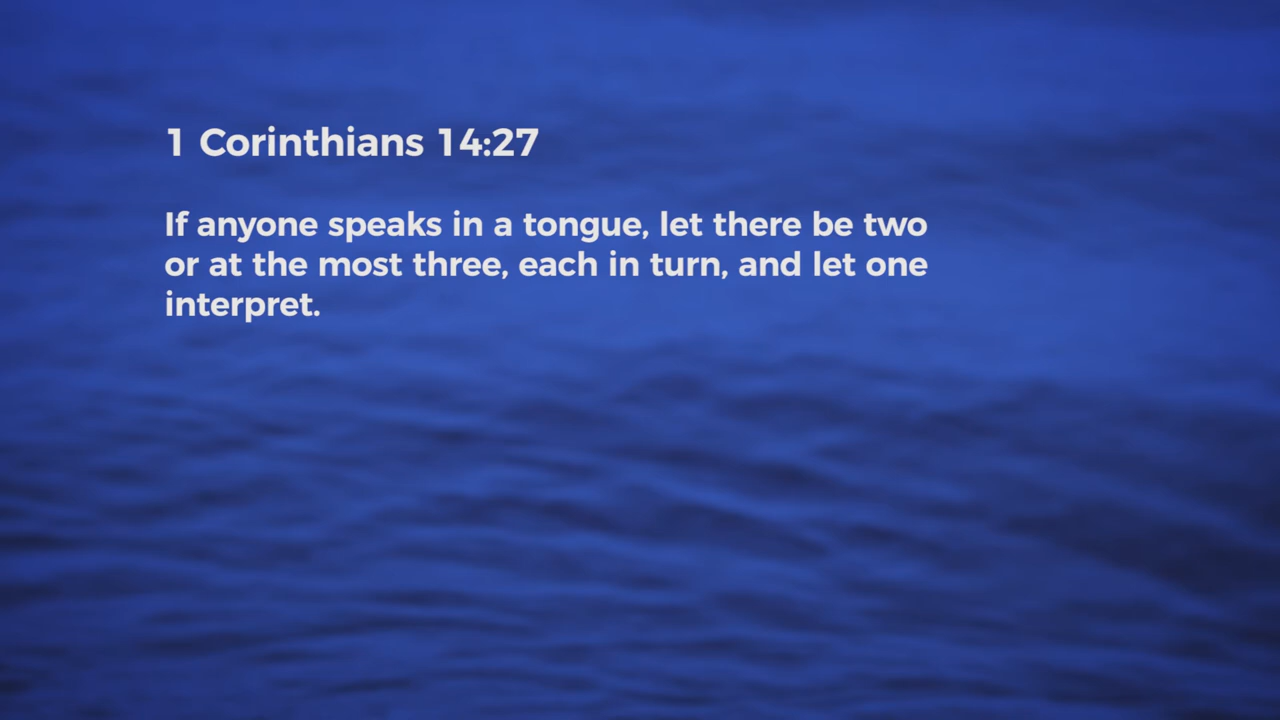 1 Corinthians 14:27
If anyone speaks in a tongue, let there be two
or at the most three, each in turn, and let one
interpret.